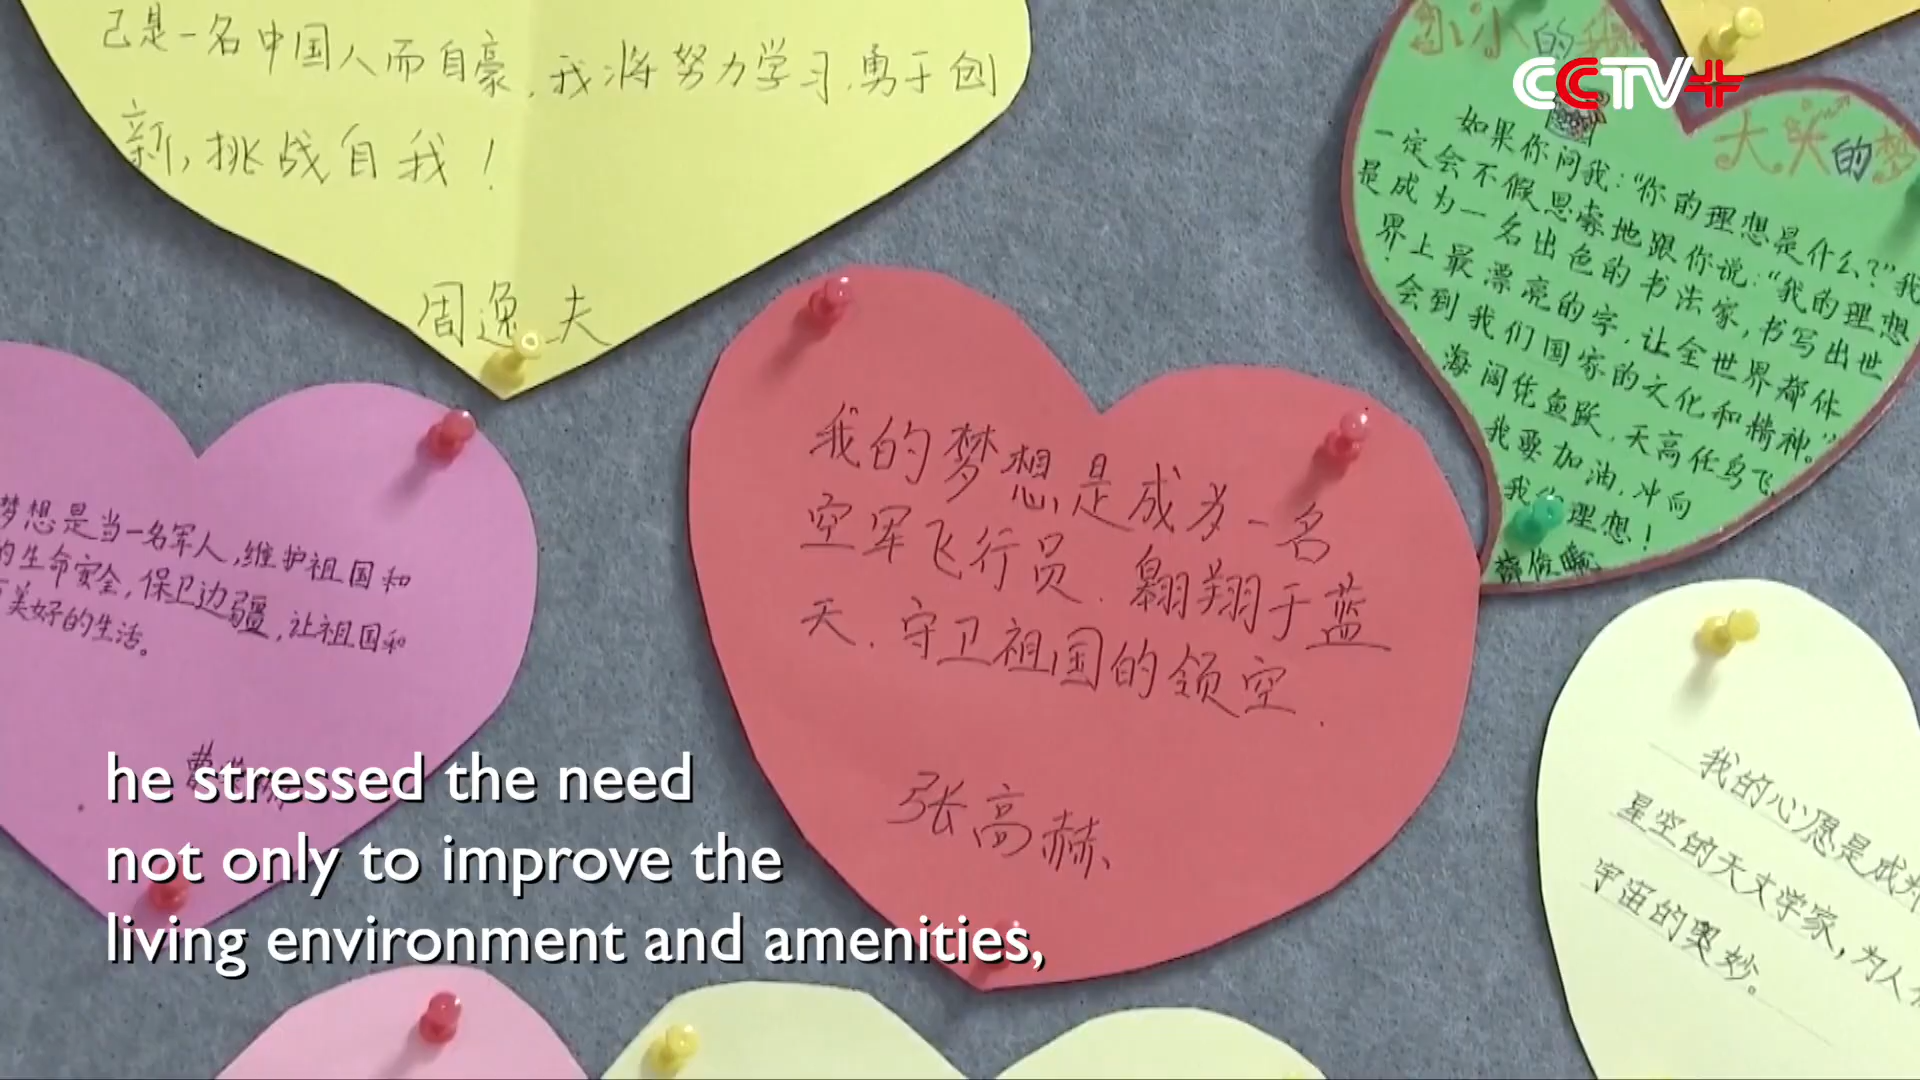 己是一名中国人而自豪,我将努力学习,勇于创
新,挑战自我!
周逸夫
CCTV+
小小的我
大大的梦
如果你问我:“你的理想是什么?”我
一定会不假思索地跟你说:“我的理想
是成为一名出色的书法家,书写出世
界上最漂亮的字,让全世界都体
会到我们国家的文化和精神。”
海阔凭鱼跃,天高任鸟飞,
我要加油,冲向
我的理想!
梦想是当一名军人,维护祖国和
的生命安全,保卫边疆,让祖国和
美好的生活。
我的梦想是成为一名
空军飞行员.翱翔于蓝
天.守卫祖国的领空.
张高赫
我的心愿是成为
星空的天文学家,为人
宇宙的奥妙。
he stressed the need
not only to improve the
living environment and amenities,